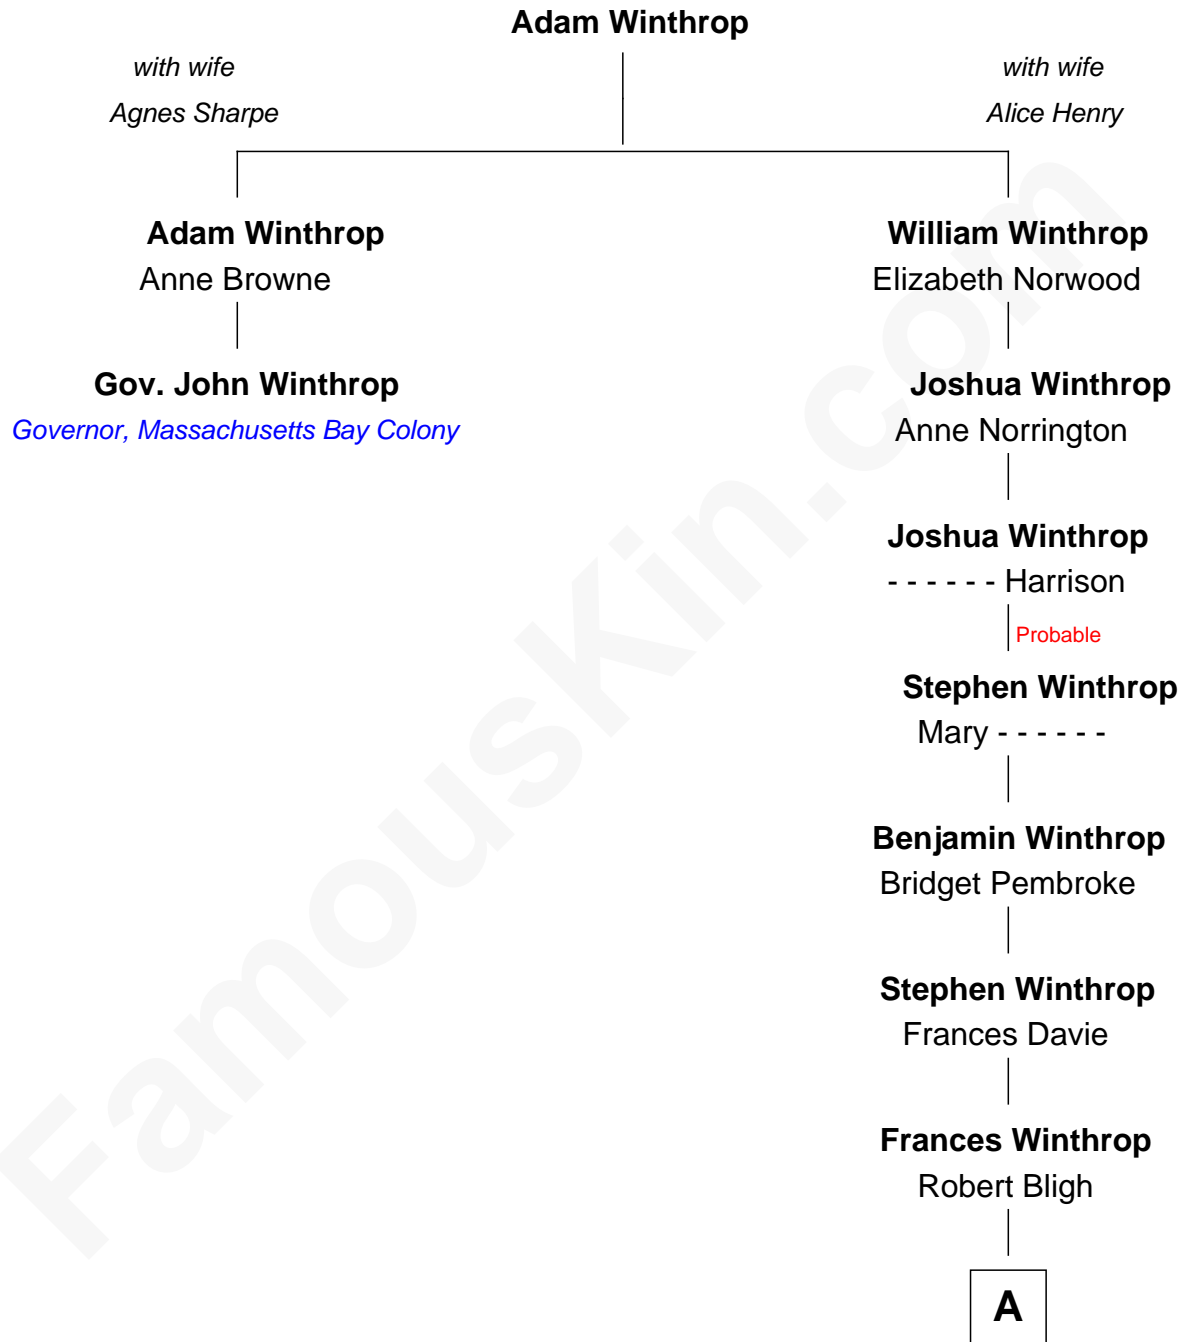 Adam Winthrop
with wife
Agnes Sharpe
with wife
Alice Henry
Adam Winthrop
Anne Browne
Gov. John Winthrop
Governor, Massachusetts Bay Colony
William Winthrop
Elizabeth Norwood
Joshua Winthrop
Anne Norrington
Joshua Winthrop
- - - - - - Harrison
Probable
Stephen Winthrop
Mary - - - - - -
Benjamin Winthrop
Bridget Pembroke
Stephen Winthrop
Frances Davie
Frances Winthrop
Robert Bligh
A
FamousKin.com